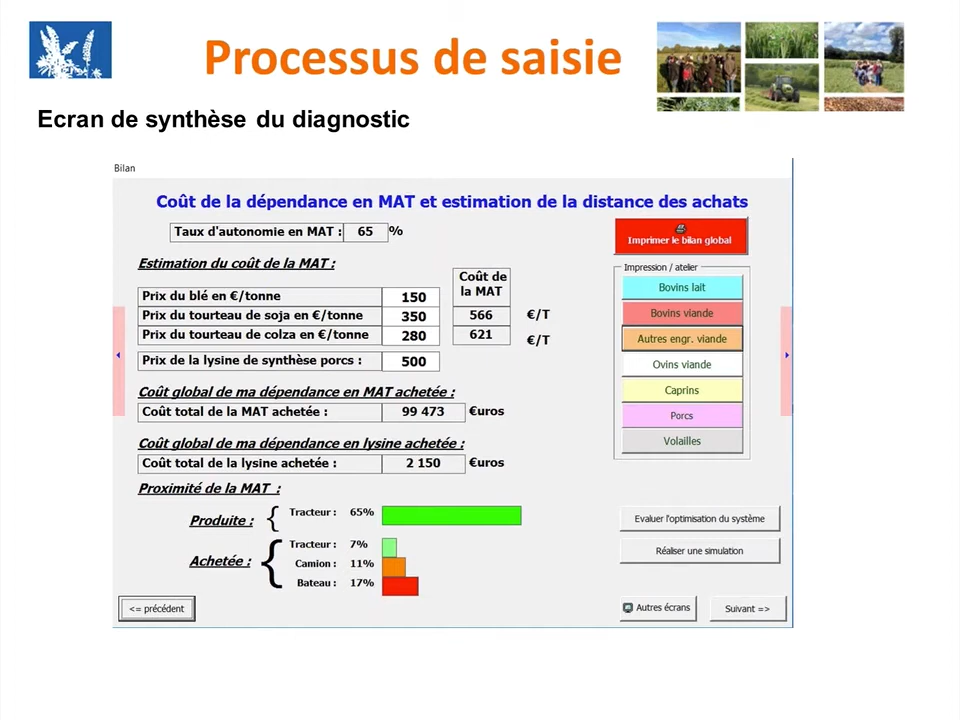 Processus de saisie
Ecran de synthèse du diagnostic
Bilan
Coût de la dépendance en MAT et estimation de la distance des achats
Taux d'autonomie en MAT : 65 %
Imprimer le bilan global
Estimation du coût de la MAT :
Coût de
la MAT
Prix du blé en €/tonne 150
Prix du tourteau de soja en €/tonne 350 566 €/T
Prix du tourteau de colza en €/tonne 280 621 €/T
Prix de la lysine de synthèse porcs : 500
Coût global de ma dépendance en MAT achetée :
Coût total de la MAT achetée : 99 473 €uros
Coût global de ma dépendance en lysine achetée :
Coût total de la lysine achetée : 2 150 €uros
Proximité de la MAT :
Produite : { Tracteur : 65%
Achetée : { Tracteur : 7%
Camion : 11%
Bateau : 17%
Impression / atelier
Bovins lait
Bovins viande
Autres engr. viande
Ovins viande
Caprins
Porcs
Volailles
Evaluer l'optimisation du système
Réaliser une simulation
<= précédent
Autres écrans
Suivant =>